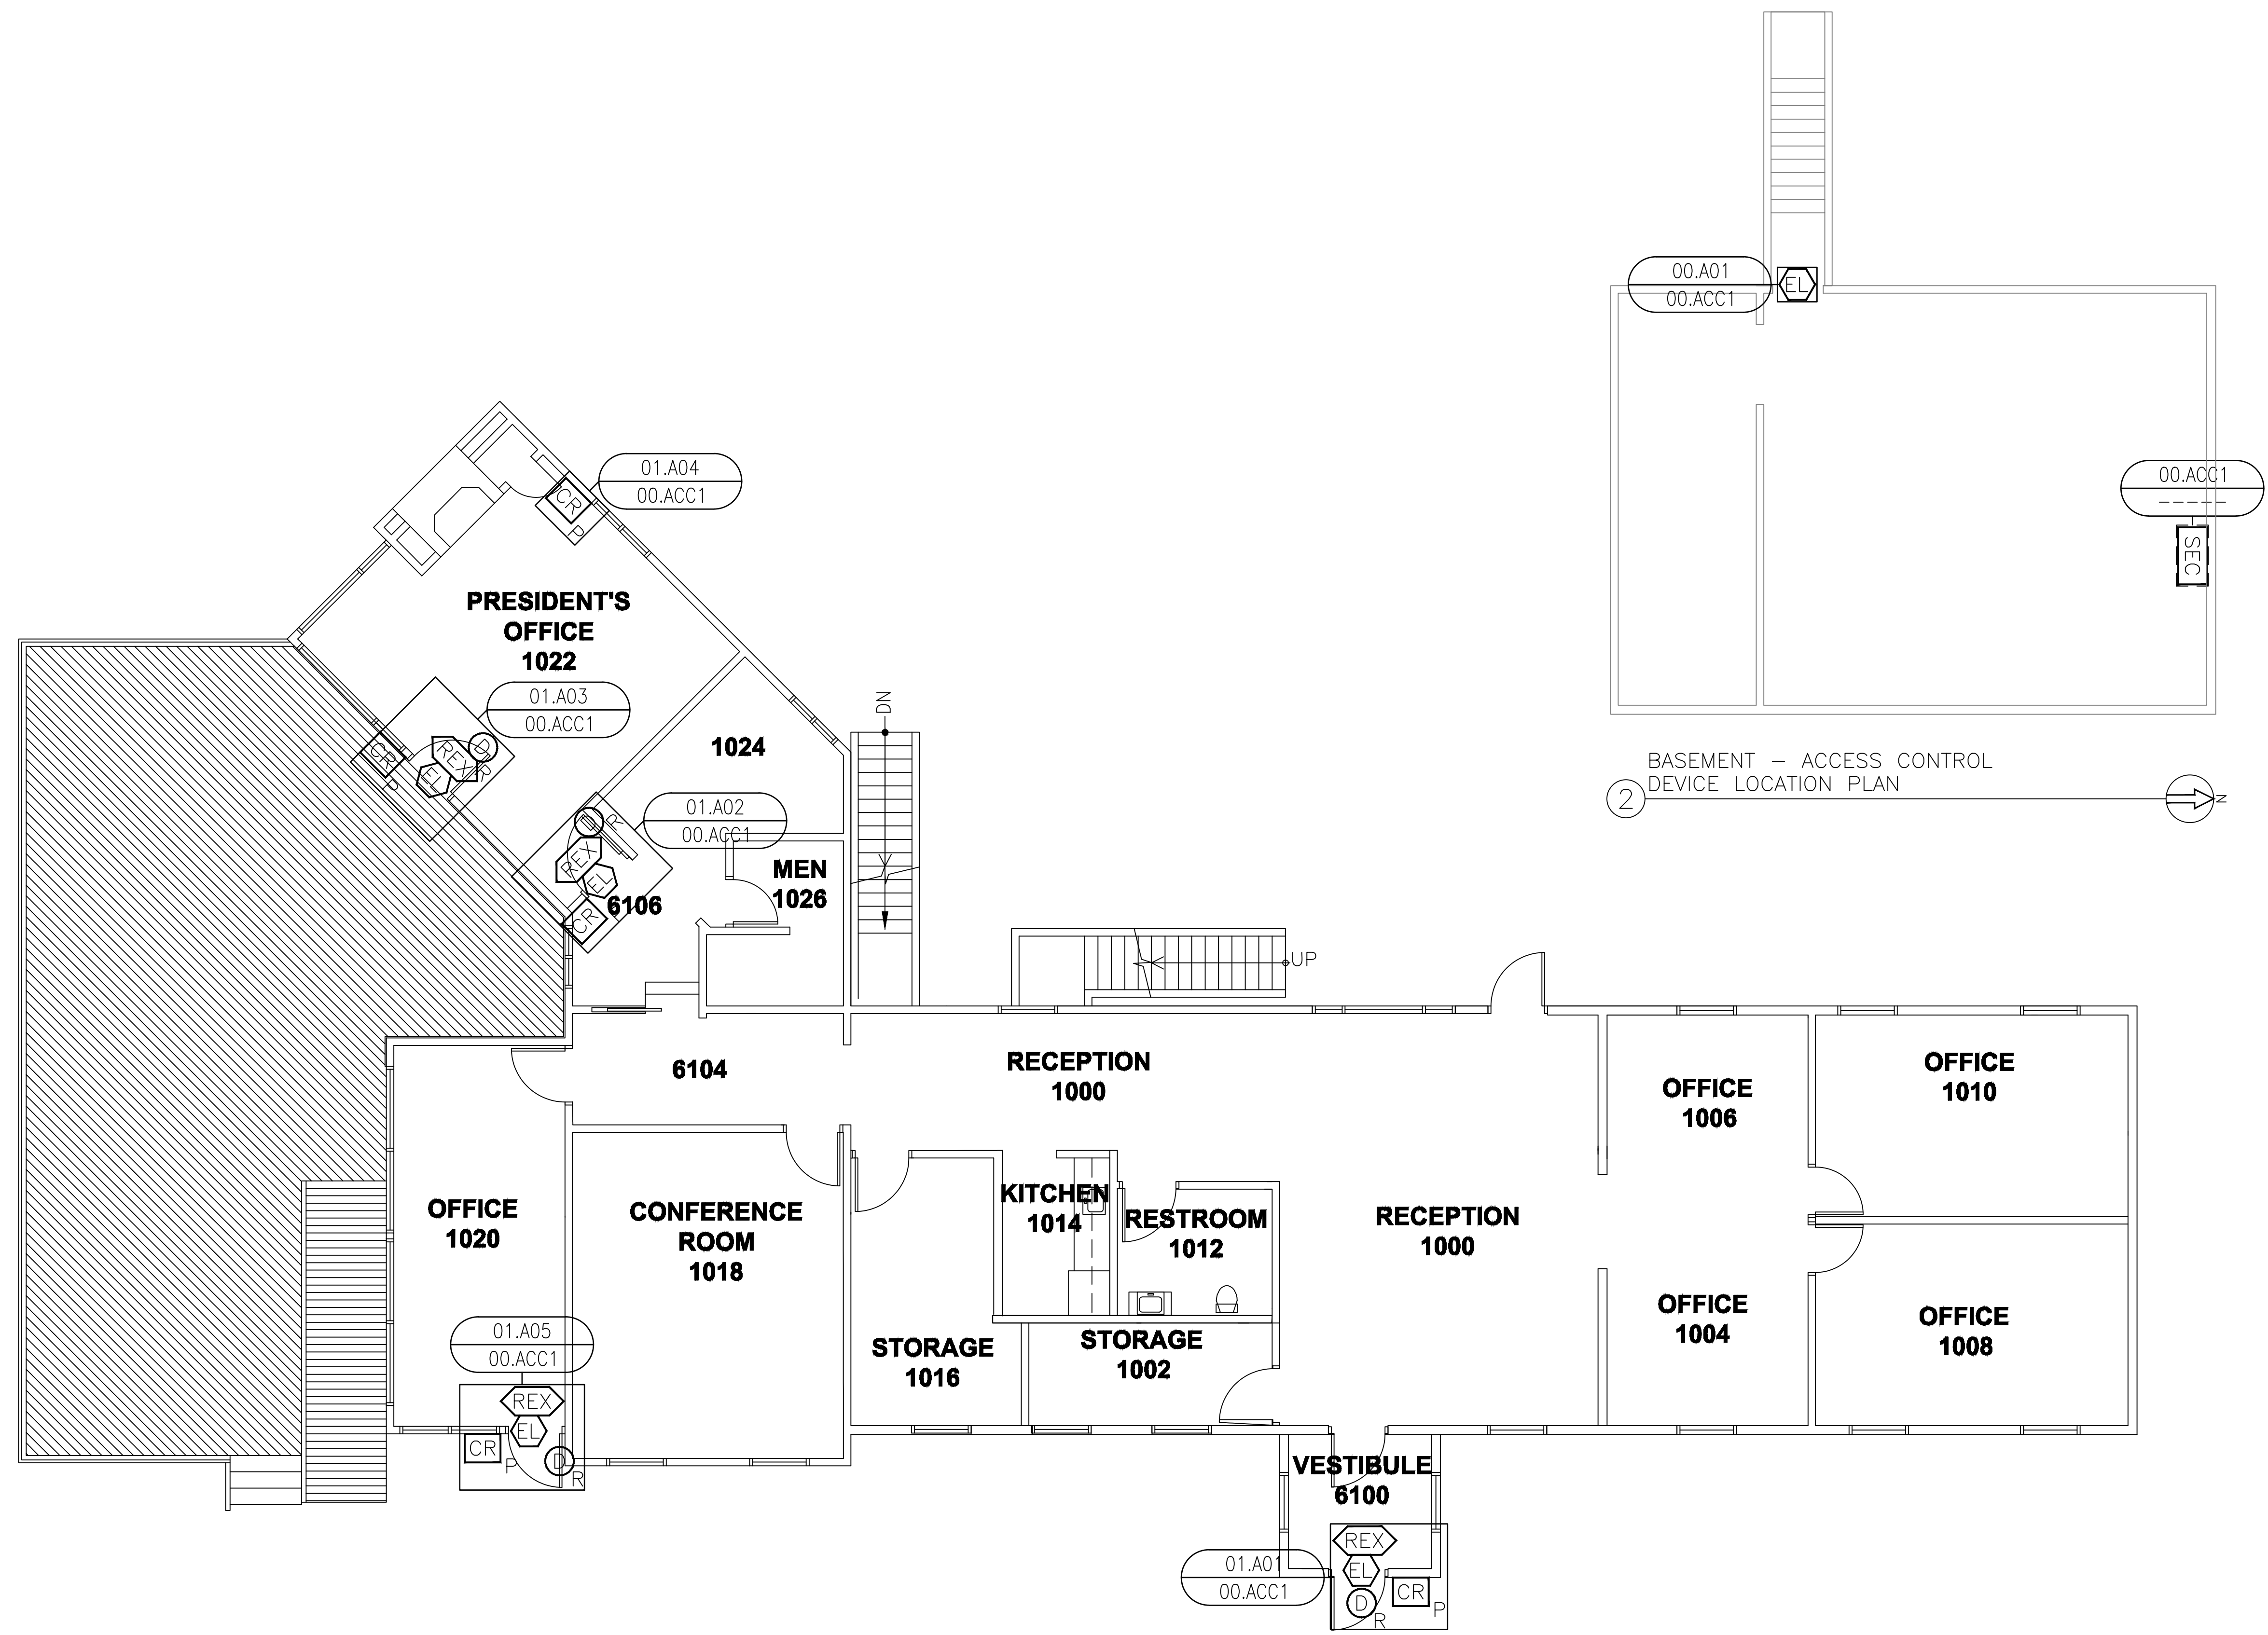 00.A01
00.ACC1
EL
00.ACC1
------
SEC
BASEMENT – ACCESS CONTROL
DEVICE LOCATION PLAN
2
N
01.A04
00.ACC1
CR
P
PRESIDENT'S
OFFICE
1022
01.A03
00.ACC1
CR
P
REX
EL
D
R
1024
DN
01.A02
00.ACC1
D
R
REX
EL
CR
6106
MEN
1026
UP
6104
RECEPTION
1000
OFFICE
1006
OFFICE
1010
OFFICE
1020
CONFERENCE
ROOM
1018
KITCHEN
1014
RESTROOM
1012
RECEPTION
1000
OFFICE
1004
OFFICE
1008
STORAGE
1016
STORAGE
1002
01.A05
00.ACC1
REX
EL
CR
P
D
R
VESTIBULE
6100
01.A01
00.ACC1
REX
EL
D
R
CR
P